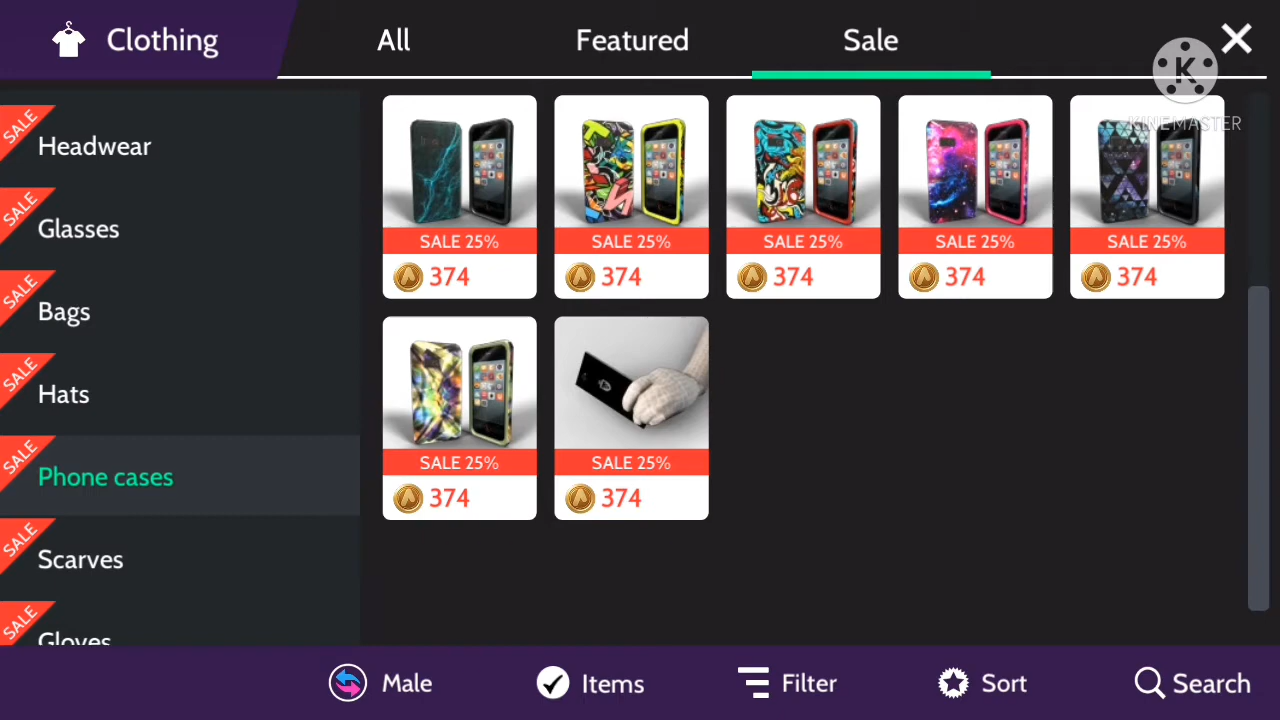 Clothing
All
Featured
Sale
K
KINEMASTER
SALE
Headwear
SALE
Glasses
SALE
Bags
SALE
Hats
SALE
Phone cases
SALE
Scarves
SALE
Gloves
SALE 25%
374
SALE 25%
374
SALE 25%
374
SALE 25%
374
SALE 25%
374
SALE 25%
374
SALE 25%
374
Male
Items
Filter
Sort
Search